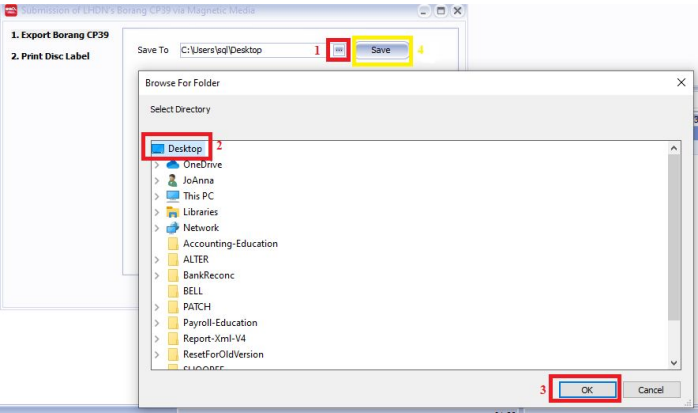 Submission of LHDN's Borang CP39 via Magnetic Media
1. Export Borang CP39
2. Print Disc Label
Save To C:\Users\sql\Desktop 1 ... Save 4
Browse For Folder
Select Directory
Desktop 2
OneDrive
JoAnna
This PC
Libraries
Network
Accounting-Education
ALTER
BankReconc
BELL
PATCH
Payroll-Education
Report-Xml-V4
ResetForOldVersion
3 OK Cancel